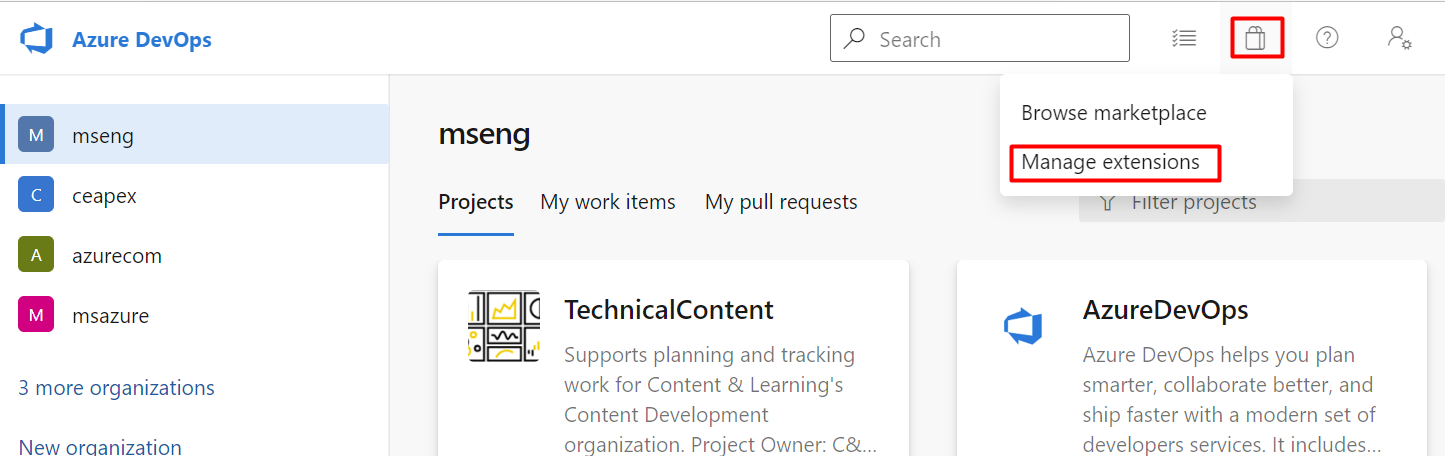 Azure DevOps
Search
Browse marketplace
Manage extensions
M mseng
C ceapex
A azurecom
M msazure
3 more organizations
New organization
mseng
Projects My work items My pull requests
Filter projects
TechnicalContent
Supports planning and tracking
work for Content & Learning's
Content Development
organization. Project Owner: C&...
AzureDevOps
Azure DevOps helps you plan
smarter, collaborate better, and
ship faster with a modern set of
developers services. It includes...